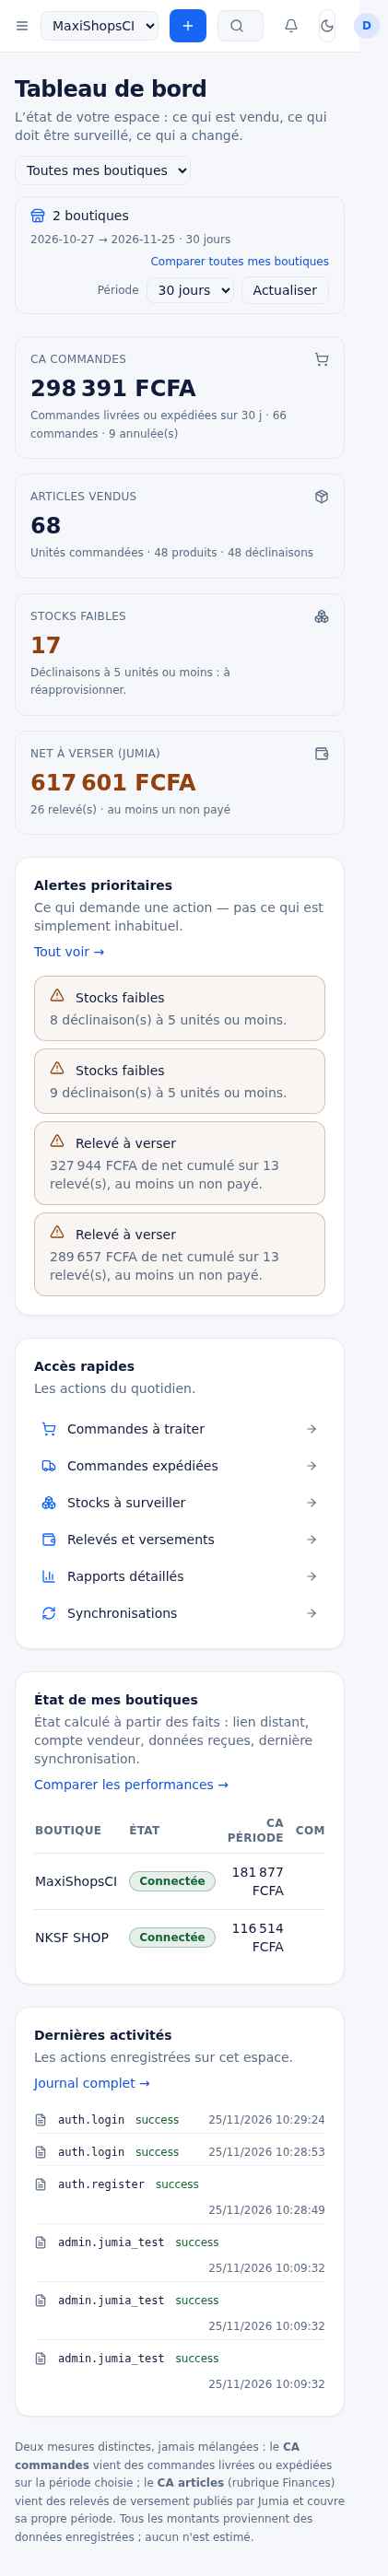 MaxiShopsCI
D
Tableau de bord
L’état de votre espace : ce qui est vendu, ce qui
doit être surveillé, ce qui a changé.
Toutes mes boutiques
2 boutiques
2026-10-27 → 2026-11-25 · 30 jours
Comparer toutes mes boutiques
Période 30 jours Actualiser
CA COMMANDES
298 391 FCFA
Commandes livrées ou expédiées sur 30 j · 66
commandes · 9 annulée(s)
ARTICLES VENDUS
68
Unités commandées · 48 produits · 48 déclinaisons
STOCKS FAIBLES
17
Déclinaisons à 5 unités ou moins : à
réapprovisionner.
NET À VERSER (JUMIA)
617 601 FCFA
26 relevé(s) · au moins un non payé
Alertes prioritaires
Ce qui demande une action — pas ce qui est
simplement inhabituel.
Tout voir →
Stocks faibles
8 déclinaison(s) à 5 unités ou moins.
Stocks faibles
9 déclinaison(s) à 5 unités ou moins.
Relevé à verser
327 944 FCFA de net cumulé sur 13
relevé(s), au moins un non payé.
Relevé à verser
289 657 FCFA de net cumulé sur 13
relevé(s), au moins un non payé.
Accès rapides
Les actions du quotidien.
Commandes à traiter
Commandes expédiées
Stocks à surveiller
Relevés et versements
Rapports détaillés
Synchronisations
État de mes boutiques
État calculé à partir des faits : lien distant,
compte vendeur, données reçues, dernière
synchronisation.
Comparer les performances →
BOUTIQUE ÉTAT CA PÉRIODE COM
MaxiShopsCI Connectée 181 877 FCFA
NKSF SHOP Connectée 116 514 FCFA
Dernières activités
Les actions enregistrées sur cet espace.
Journal complet →
auth.login success 25/11/2026 10:29:24
auth.login success 25/11/2026 10:28:53
auth.register success
25/11/2026 10:28:49
admin.jumia_test success
25/11/2026 10:09:32
admin.jumia_test success
25/11/2026 10:09:32
admin.jumia_test success
25/11/2026 10:09:32
Deux mesures distinctes, jamais mélangées : le CA
commandes vient des commandes livrées ou expédiées
sur la période choisie ; le CA articles (rubrique Finances)
vient des relevés de versement publiés par Jumia et couvre
sa propre période. Tous les montants proviennent des
données enregistrées ; aucun n'est estimé.